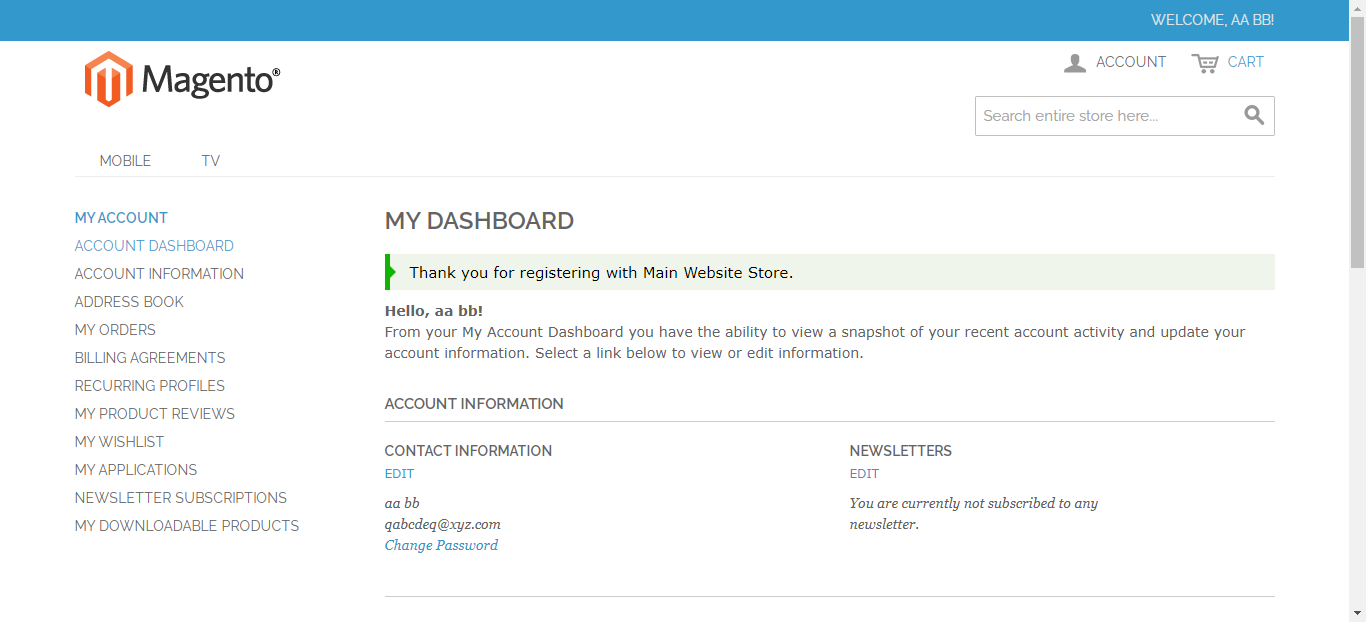 WELCOME, AA BB!
Magento®
ACCOUNT
CART
Search entire store here...
MOBILE
TV
MY ACCOUNT
ACCOUNT DASHBOARD
ACCOUNT INFORMATION
ADDRESS BOOK
MY ORDERS
BILLING AGREEMENTS
RECURRING PROFILES
MY PRODUCT REVIEWS
MY WISHLIST
MY APPLICATIONS
NEWSLETTER SUBSCRIPTIONS
MY DOWNLOADABLE PRODUCTS
MY DASHBOARD
Thank you for registering with Main Website Store.
Hello, aa bb!
From your My Account Dashboard you have the ability to view a snapshot of your recent account activity and update your
account information. Select a link below to view or edit information.
ACCOUNT INFORMATION
CONTACT INFORMATION
EDIT
aa bb
qabcdeq@xyz.com
Change Password
NEWSLETTERS
EDIT
You are currently not subscribed to any
newsletter.